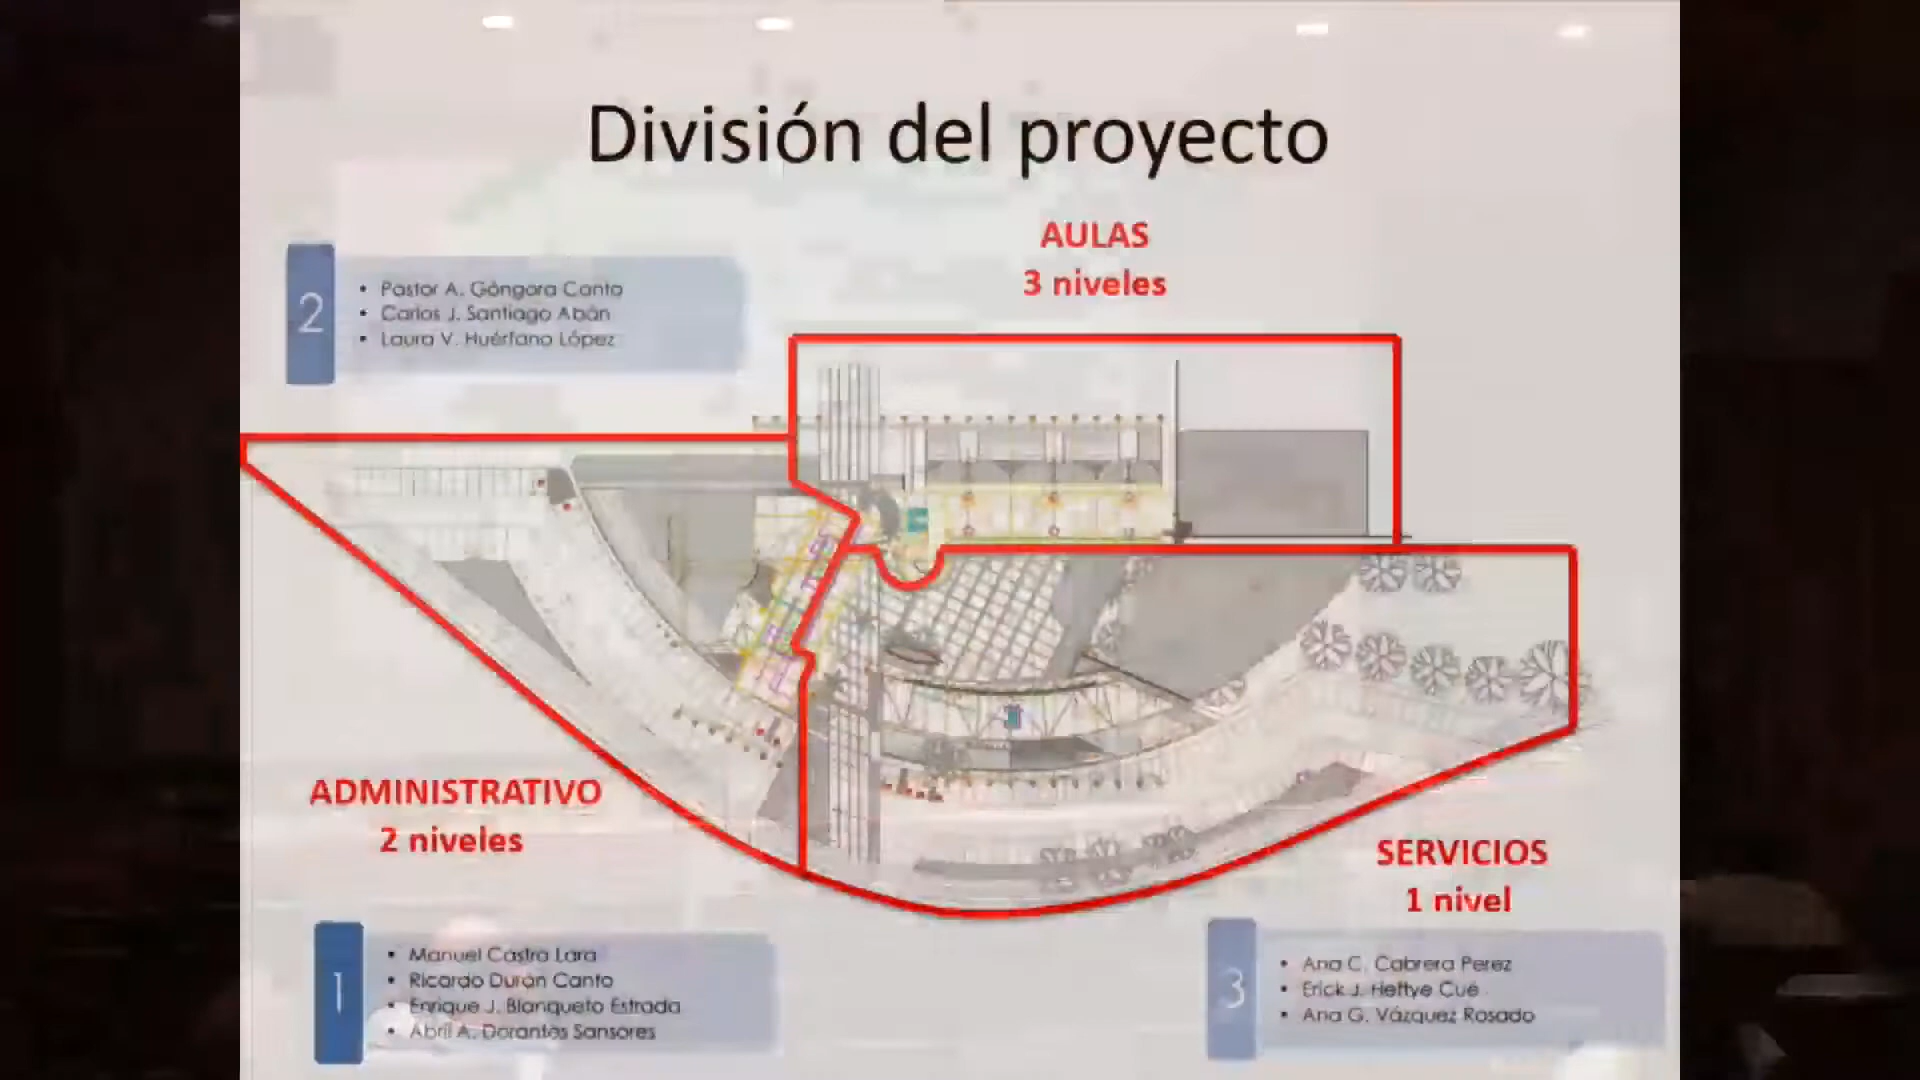 División del proyecto
AULAS
3 niveles
2
• Pastor A. Góngora Canto
• Carlos J. Santiago Abán
• Laura V. Huérfano López
ADMINISTRATIVO
2 niveles
SERVICIOS
1 nivel
1
• Manuel Castro Lara
• Ricardo Durán Canto
• Enrique J. Blanqueto Estrada
• Abril A. Dorantes Sansores
3
• Ana C. Cabrera Perez
• Erick J. Heftye Cué
• Ana G. Vázquez Rosado